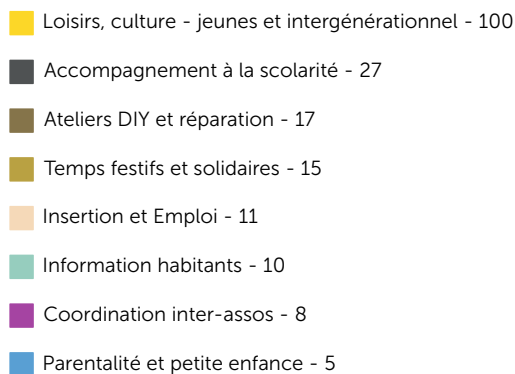 Loisirs, culture - jeunes et intergénérationnel - 100
Accompagnement à la scolarité - 27
Ateliers DIY et réparation - 17
Temps festifs et solidaires - 15
Insertion et Emploi - 11
Information habitants - 10
Coordination inter-assos - 8
Parentalité et petite enfance - 5